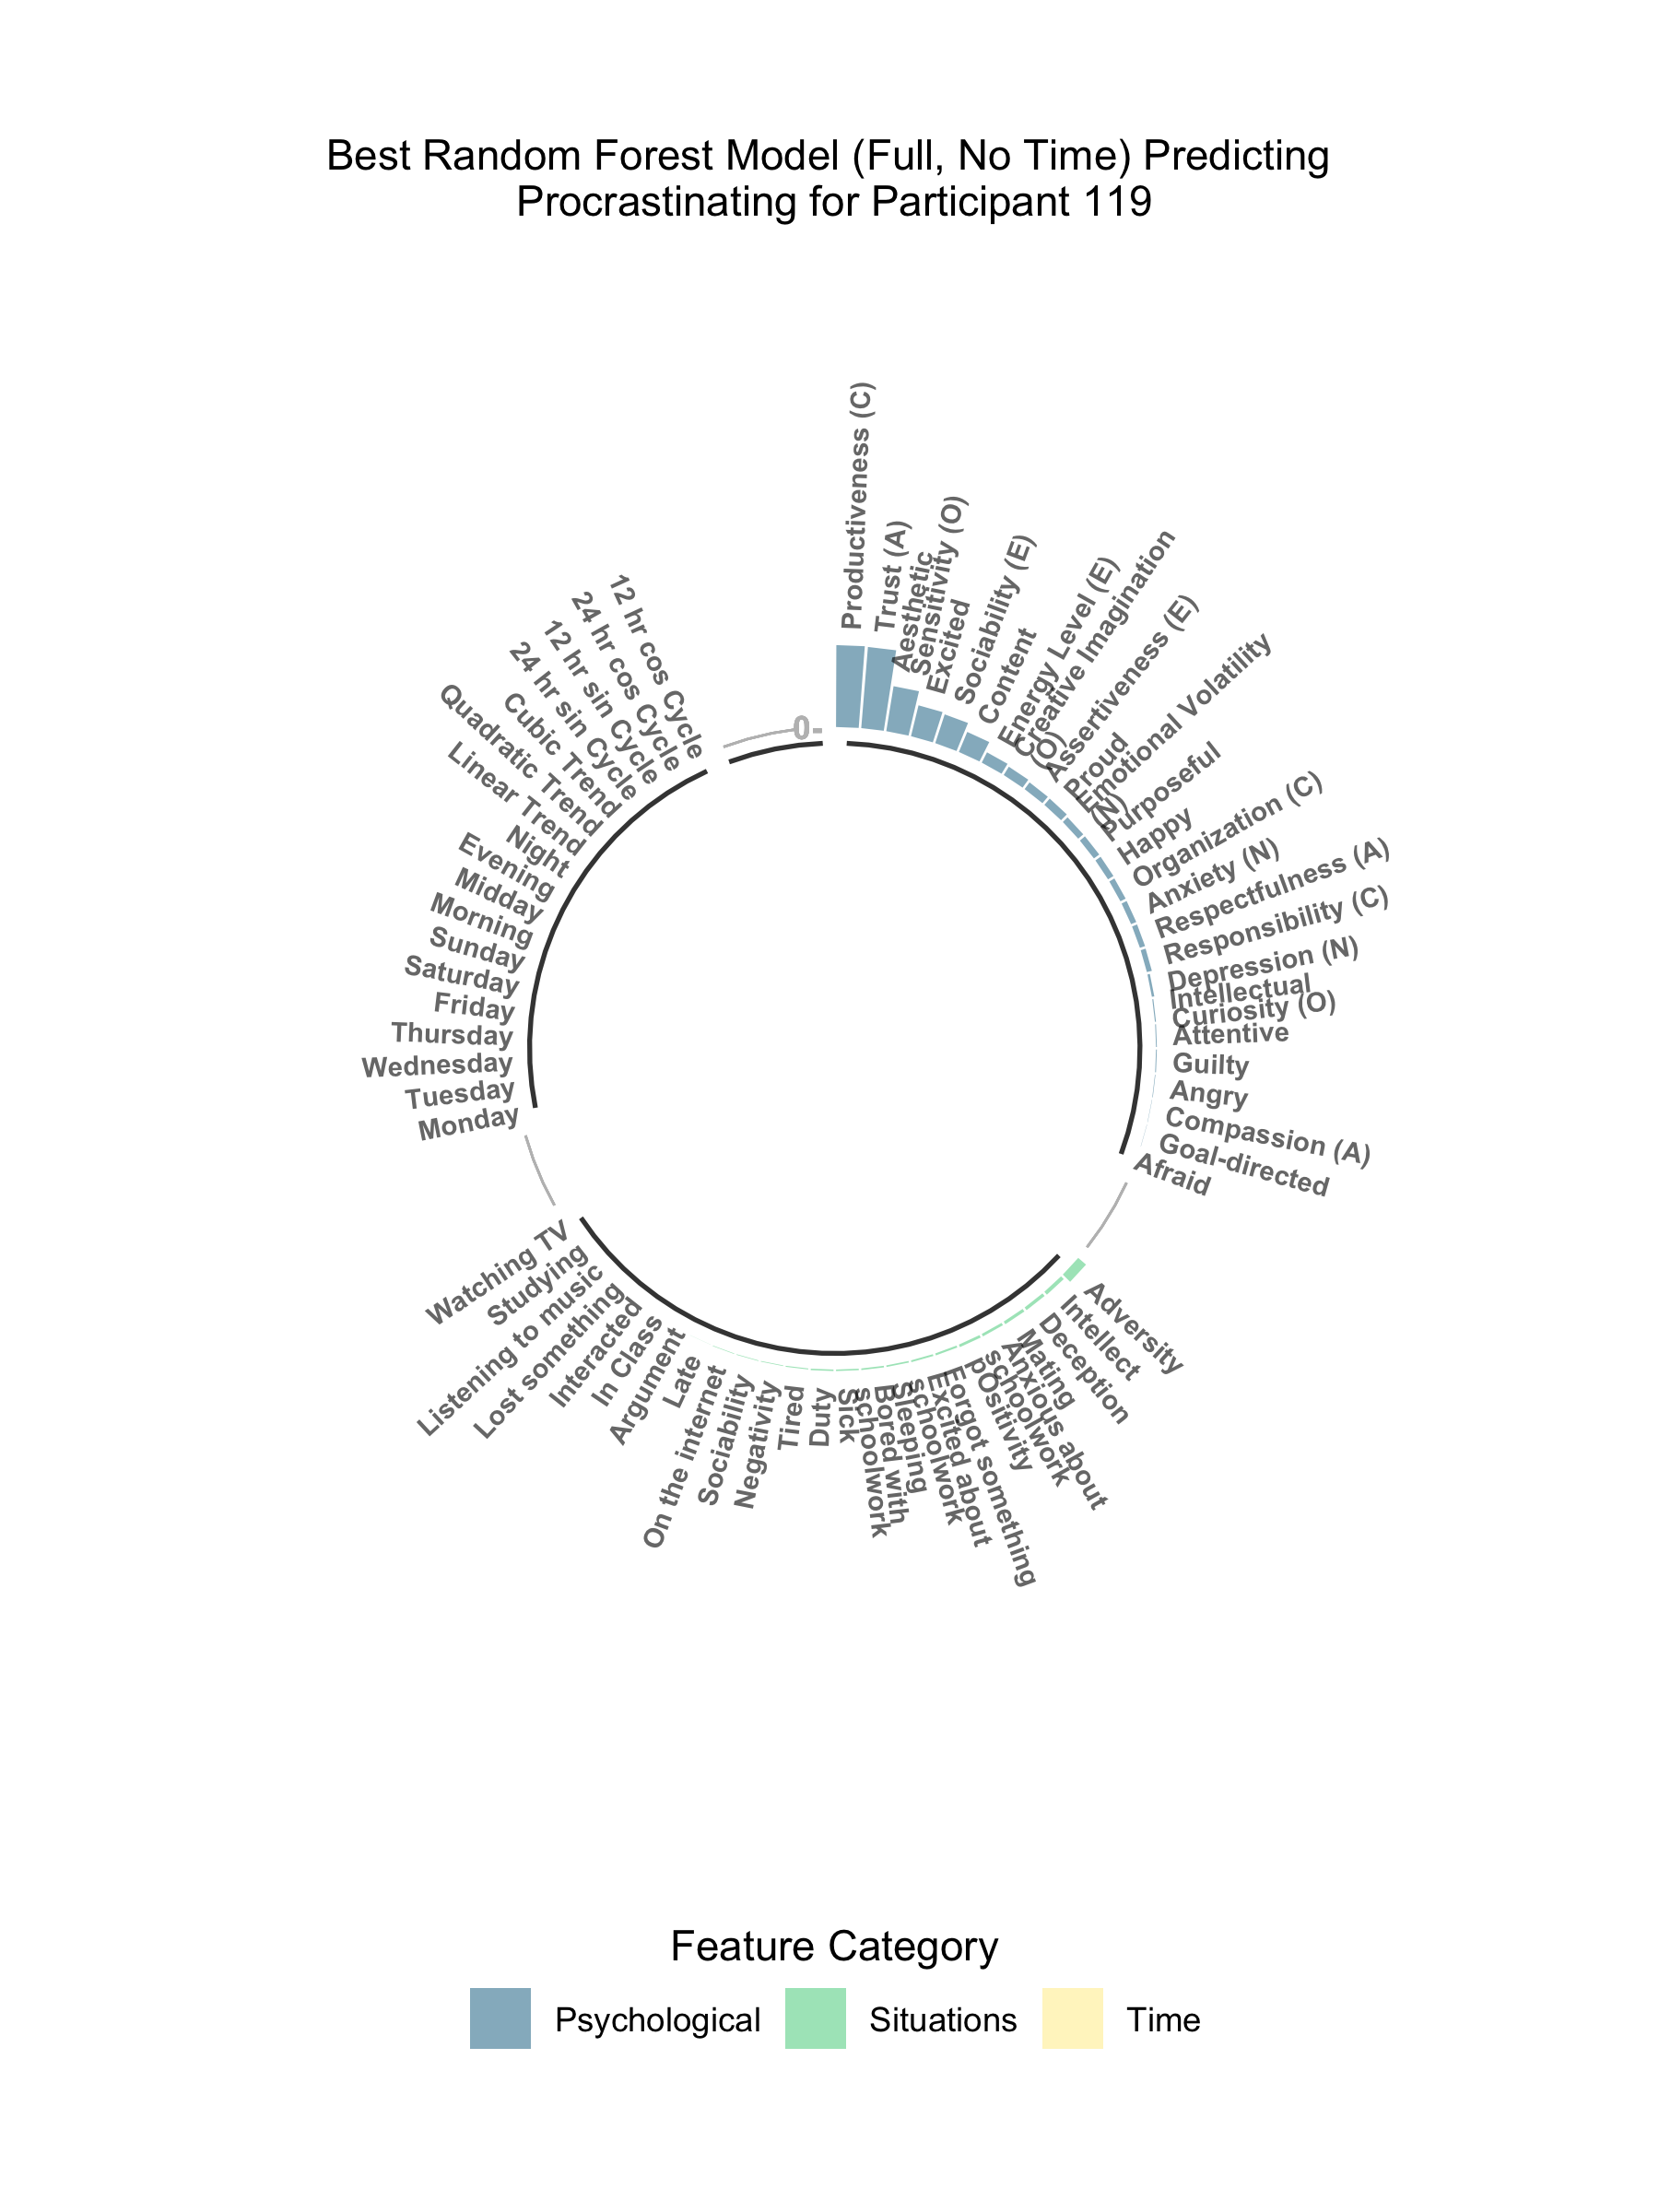 Best Random Forest Model (Full, No Time) Predicting
Procrastinating for Participant 119
0-
Productiveness (C)
Trust (A)
Aesthetic
Sensitivity (O)
Excited
Sociability (E)
Content
Energy Level (E)
Creative Imagination
(O)
Assertiveness (E)
Proud
Emotional Volatility
(N)
Purposeful
Happy
Organization (C)
Anxiety (N)
Respectfulness (A)
Responsibility (C)
Depression (N)
Intellectual
Curiosity (O)
Attentive
Guilty
Angry
Compassion (A)
Goal-directed
Afraid
Adversity
Intellect
Deception
Mating
Anxious about
schoolwork
pOsitivity
Forgot something
Excited about
schoolwork
Sleeping
Bored with
schoolwork
Sick
Duty
Tired
Negativity
Sociability
On the internet
Late
Argument
In Class
Interacted
Lost something
Listening to music
Studying
Watching TV
Monday
Tuesday
Wednesday
Thursday
Friday
Saturday
Sunday
Morning
Midday
Evening
Night
Linear Trend
Quadratic Trend
Cubic Trend
24 hr sin Cycle
12 hr sin Cycle
24 hr cos Cycle
12 hr cos Cycle
Feature Category
Psychological
Situations
Time